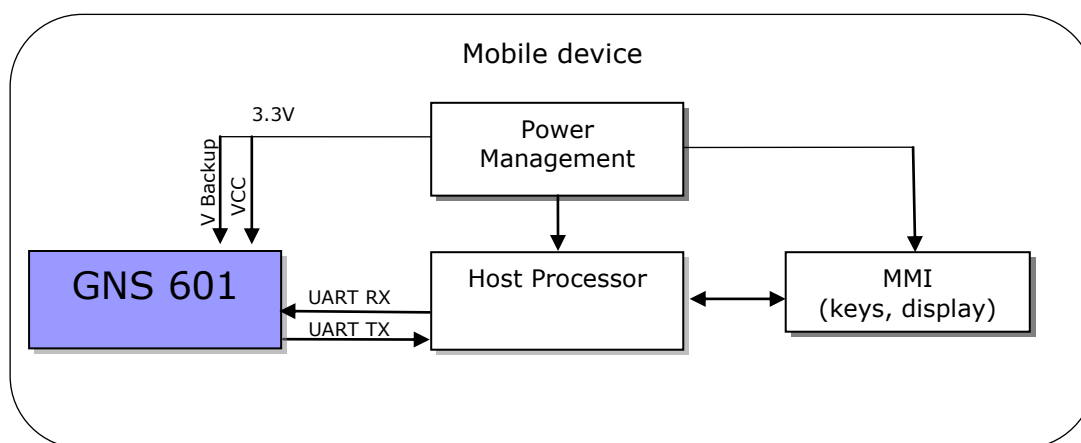 Mobile device
3.3V
Power
Management
V Backup
VCC
GNS 601
UART RX
UART TX
Host Processor
MMI
(keys, display)